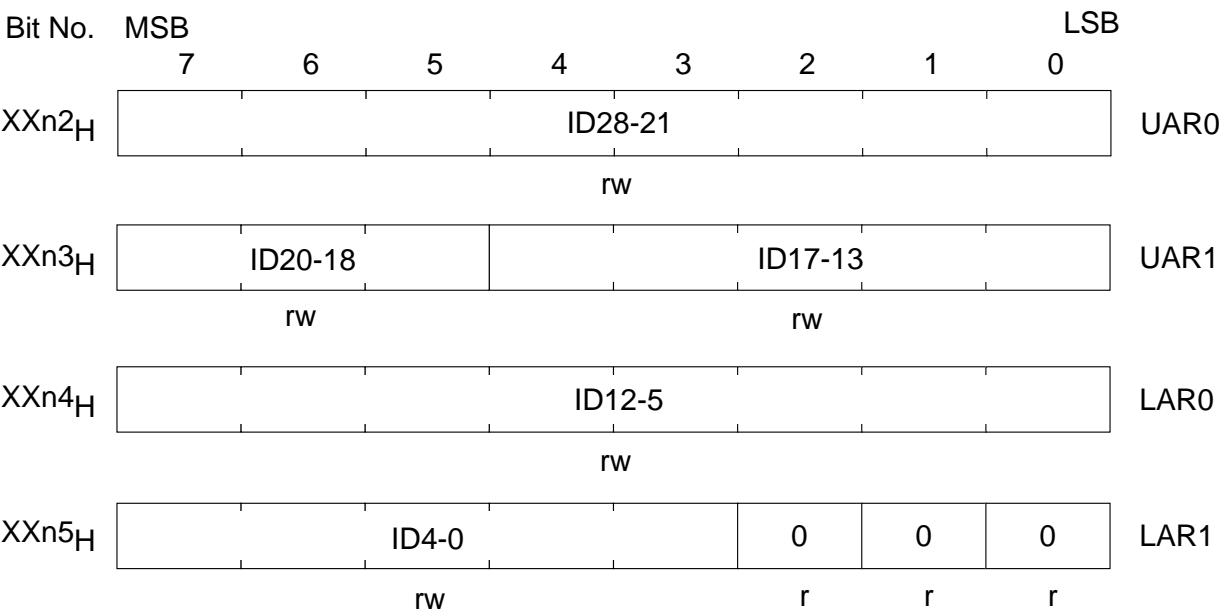 Bit No. MSB LSB
7 6 5 4 3 2 1 0
XXn2H ID28-21 UAR0
rw
XXn3H ID20-18 ID17-13 UAR1
rw rw
XXn4H ID12-5 LAR0
rw
XXn5H ID4-0 0 0 0 LAR1
rw r r r